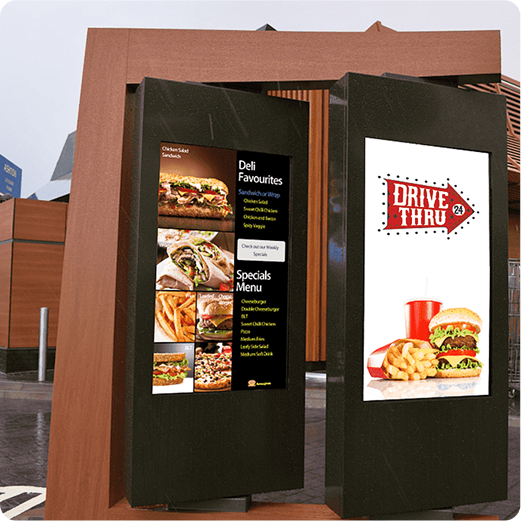 Chicken Salad
Sandwich
Deli
Favourites
Sandwich or Wrap
Chicken Salad
Sweet Chilli Chicken
Chicken and Bacon
Spicy Veggie
Check out our Weekly
Specials
Specials
Menu
Cheeseburger
Double Cheeseburger
BLT
Sweet Chilli Chicken
Pizza
Medium Fries
Leafy Side Salad
Medium Soft Drink
Loaded
DRIVE
THRU
24